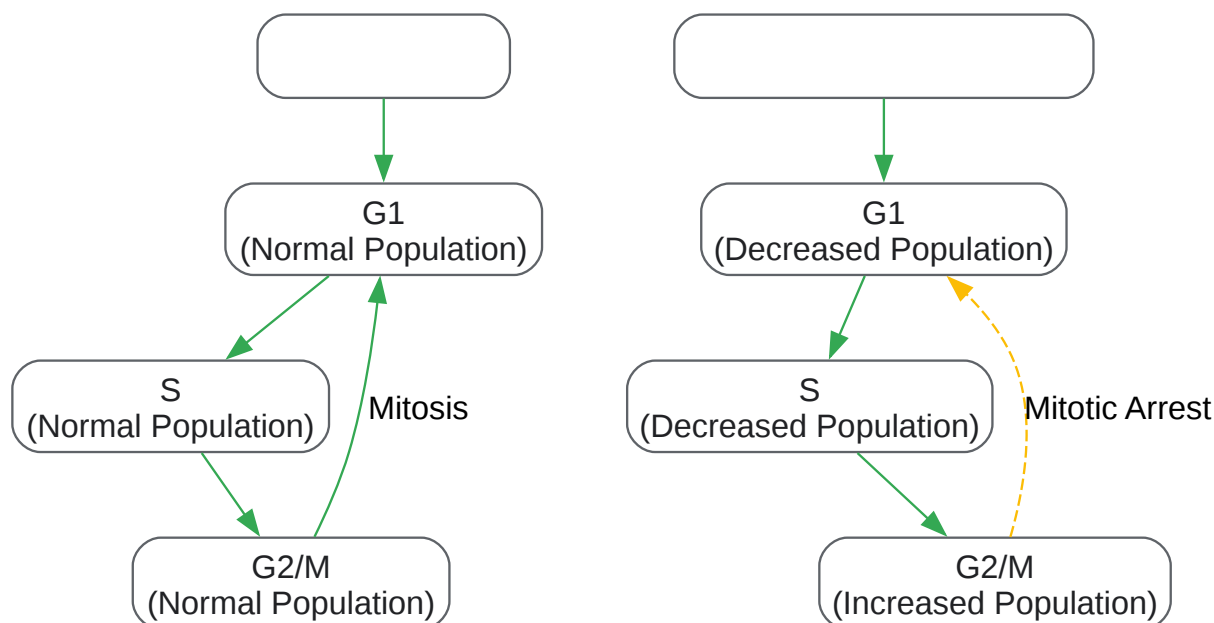 G1
(Normal Population)
G1
(Decreased Population)
S
(Normal Population)
Mitosis
S
(Decreased Population)
Mitotic Arrest
G2/M
(Normal Population)
G2/M
(Increased Population)